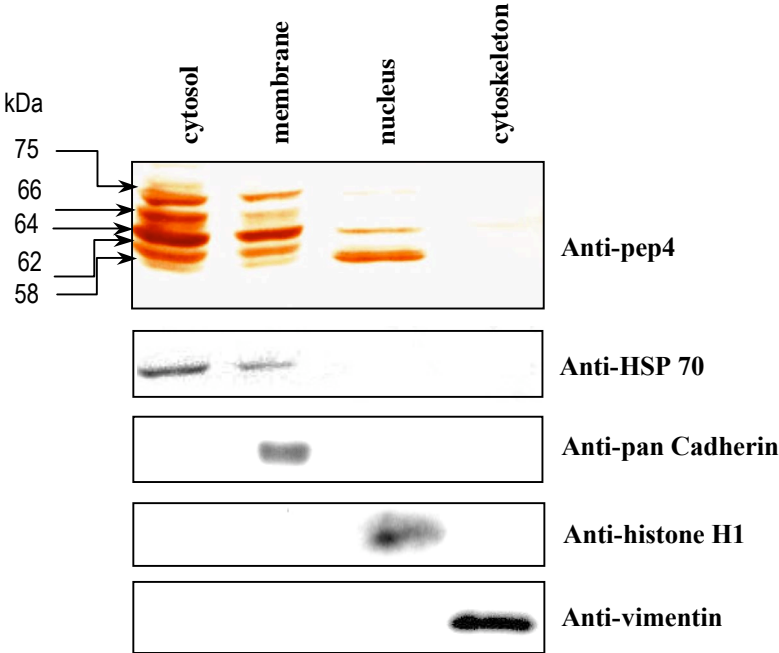 cytosol
membrane
nucleus
cytoskeleton
kDa
75
66
64
62
58
Anti-pep4
Anti-HSP 70
Anti-pan Cadherin
Anti-histone H1
Anti-vimentin